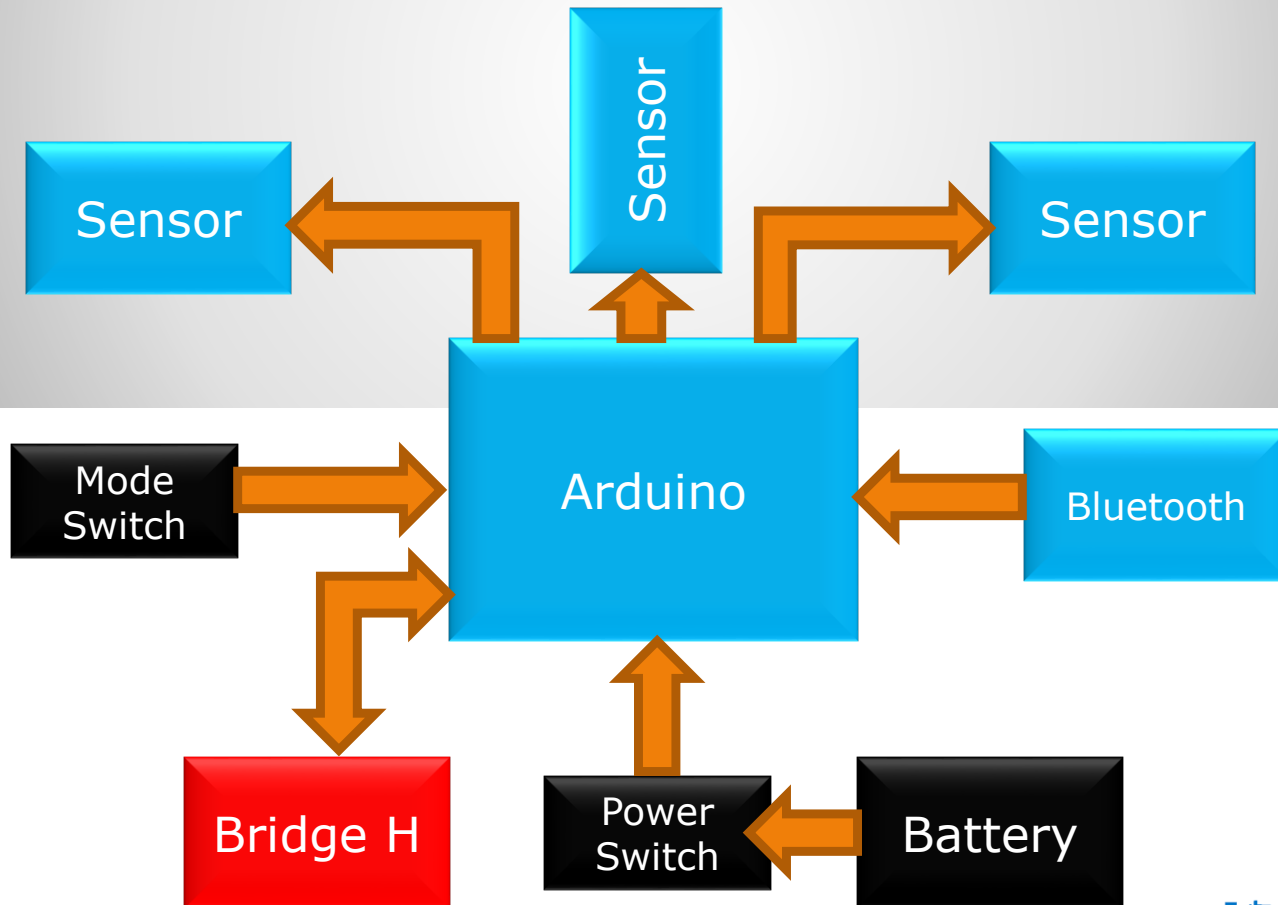 Sensor
Sensor
Sensor
Mode
Switch
Arduino
Bluetooth
Bridge H
Power
Switch
Battery